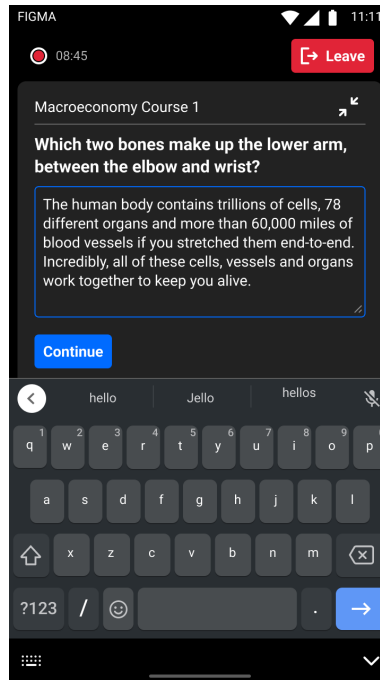 FIGMA 11:11
08:45 Leave
Macroeconomy Course 1
Which two bones make up the lower arm,
between the elbow and wrist?
The human body contains trillions of cells, 78
different organs and more than 60,000 miles of
blood vessels if you stretched them end-to-end.
Incredibly, all of these cells, vessels and organs
work together to keep you alive.
Continue
hello Jello hellos
1 2 3 4 5 6 7 8 9
q w e r t y u i o p
a s d f g h j k l
x z c v b n m
?123 / .